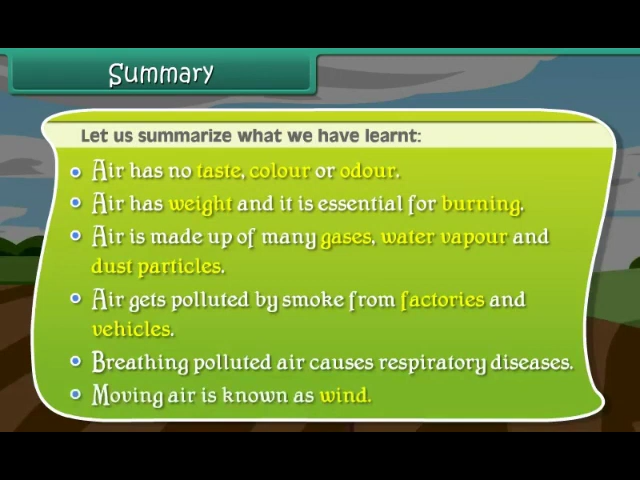 Summary
Let us summarize what we have learnt:
Air has no taste, colour or odour.
Air has weight and it is essential for burning.
Air is made up of many gases, water vapour and
dust particles.
Air gets polluted by smoke from factories and
vehicles.
Breathing polluted air causes respiratory diseases.
Moving air is known as wind.